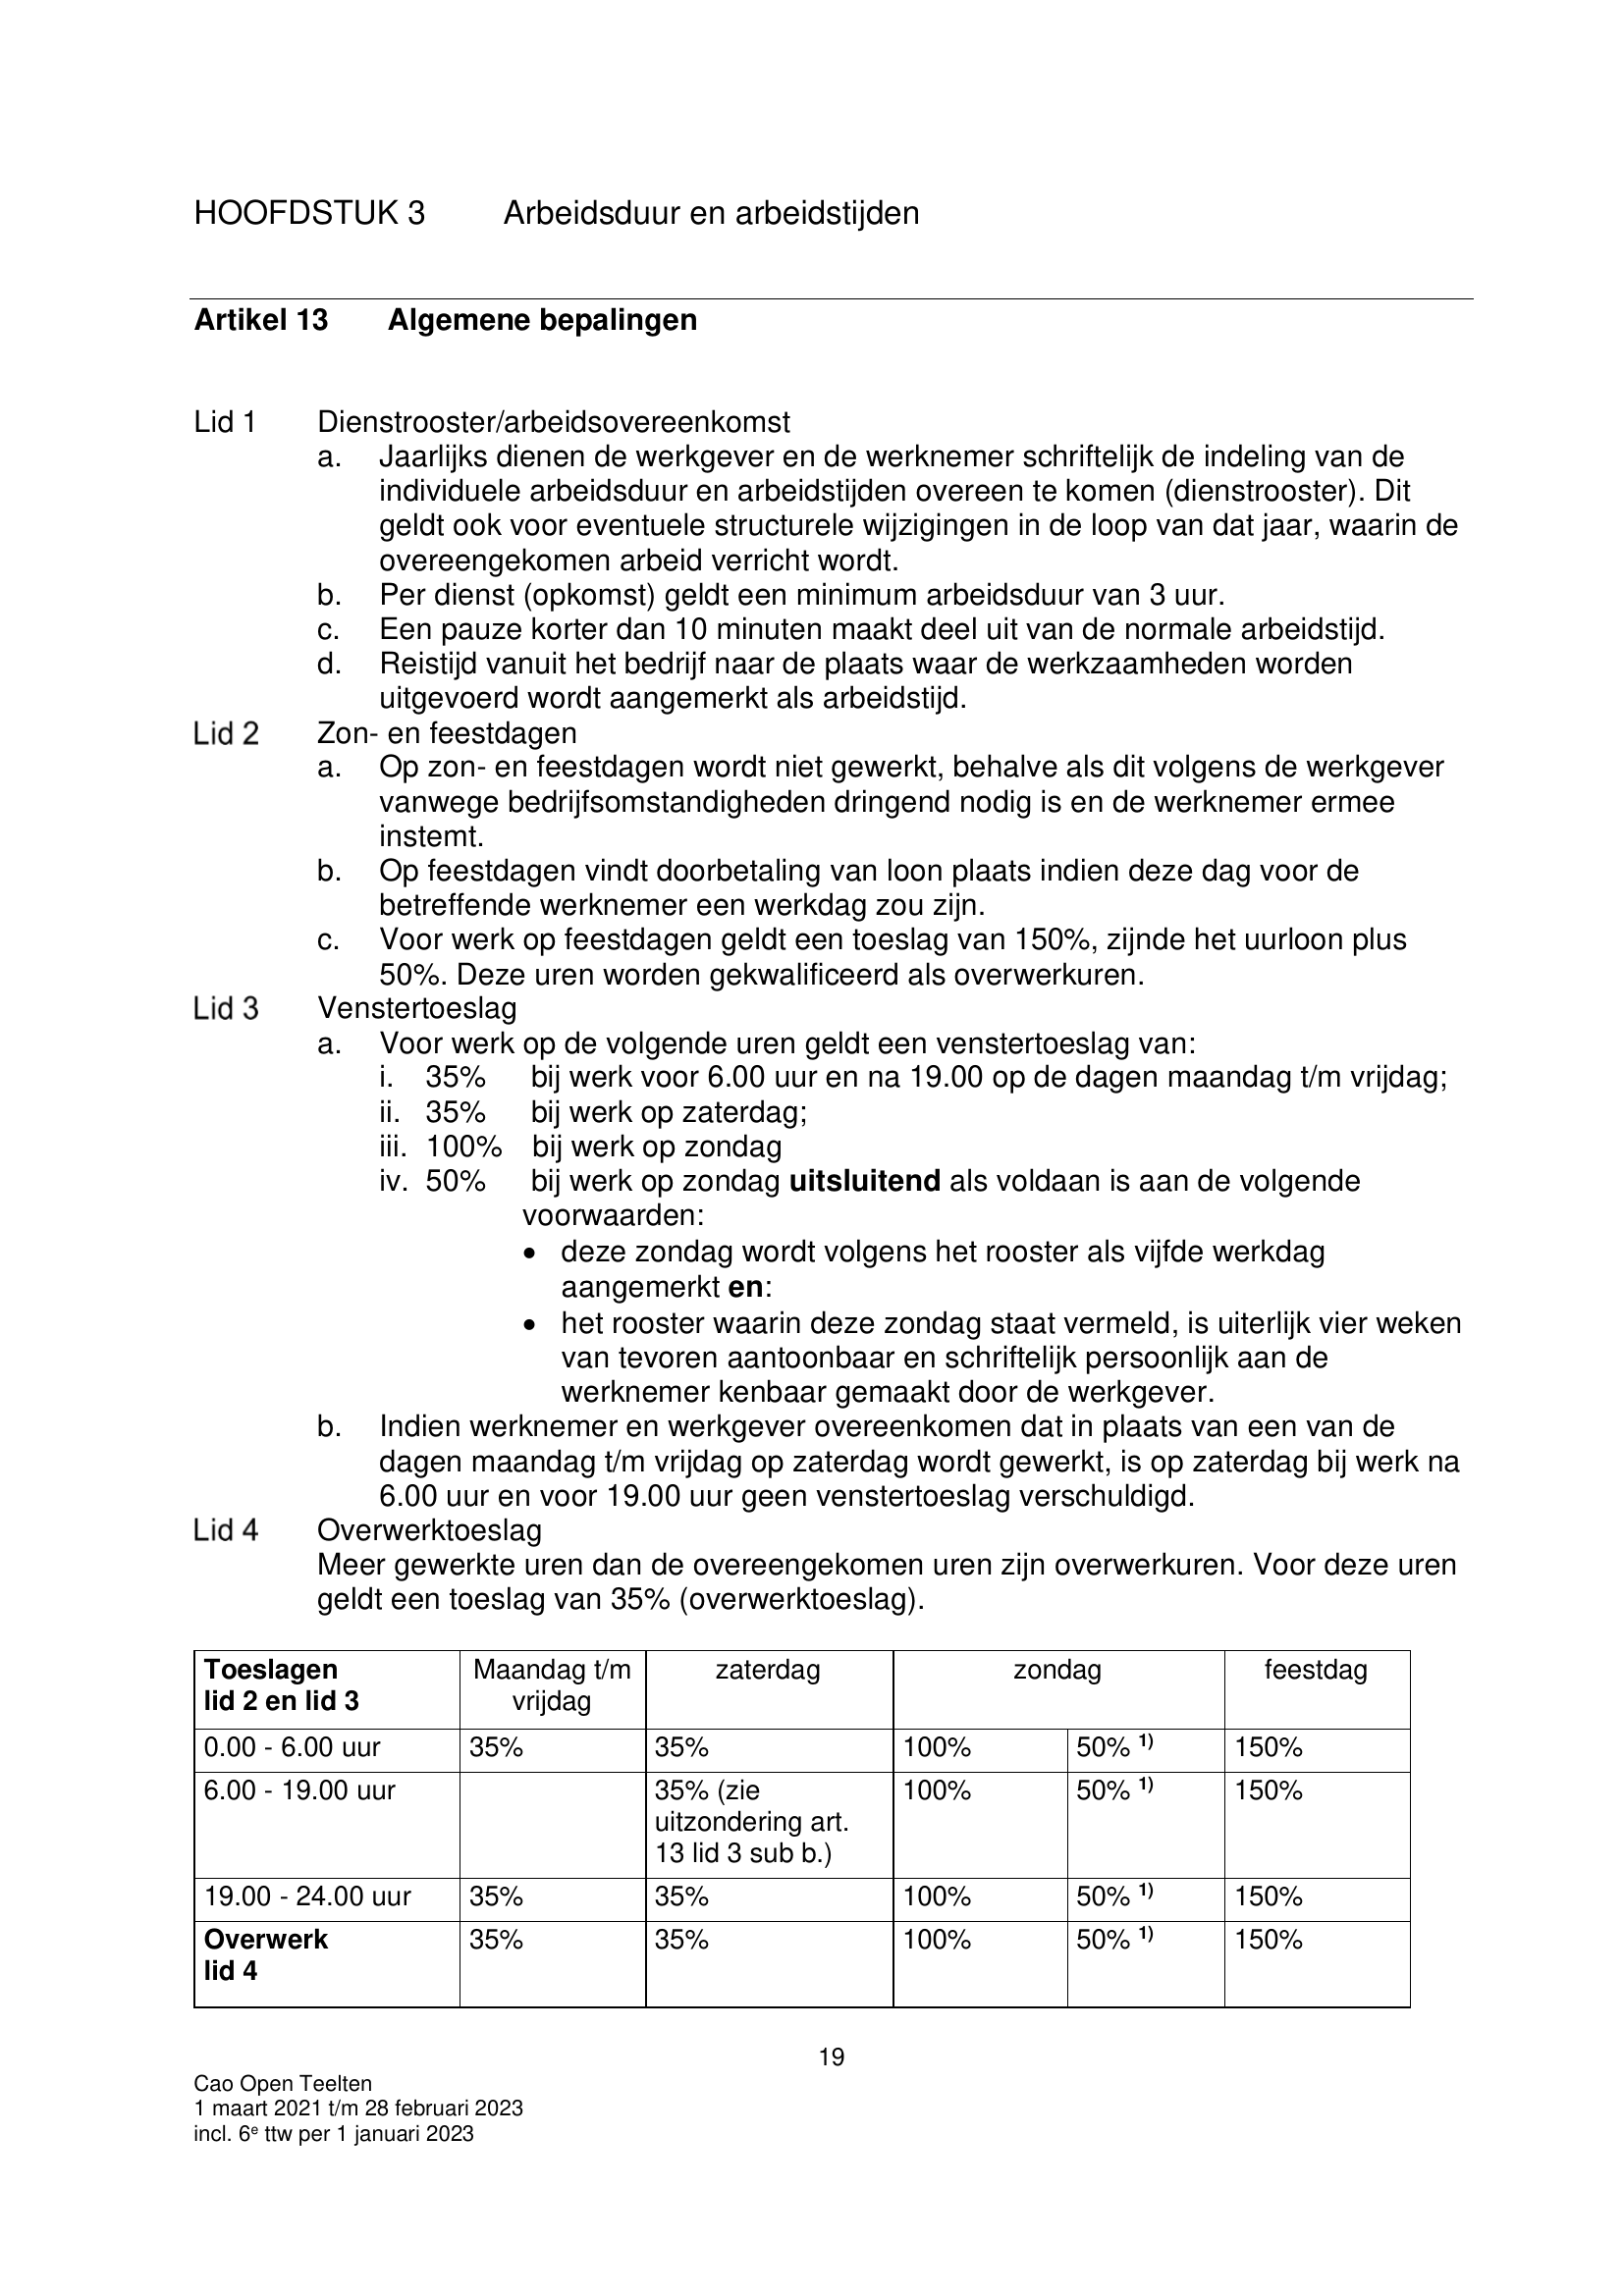 HOOFDSTUK 3 Arbeidsduur en arbeidstijden
Artikel 13 Algemene bepalingen
Lid 1 Dienstrooster/arbeidsovereenkomst
a. Jaarlijks dienen de werkgever en de werknemer schriftelijk de indeling van de
individuele arbeidsduur en arbeidstijden overeen te komen (dienstrooster). Dit
geldt ook voor eventuele structurele wijzigingen in de loop van dat jaar, waarin de
overeengekomen arbeid verricht wordt.
b. Per dienst (opkomst) geldt een minimum arbeidsduur van 3 uur.
c. Een pauze korter dan 10 minuten maakt deel uit van de normale arbeidstijd.
d. Reistijd vanuit het bedrijf naar de plaats waar de werkzaamheden worden
uitgevoerd wordt aangemerkt als arbeidstijd.
Lid 2 Zon- en feestdagen
a. Op zon- en feestdagen wordt niet gewerkt, behalve als dit volgens de werkgever
vanwege bedrijfsomstandigheden dringend nodig is en de werknemer ermee
instemt.
b. Op feestdagen vindt doorbetaling van loon plaats indien deze dag voor de
betreffende werknemer een werkdag zou zijn.
c. Voor werk op feestdagen geldt een toeslag van 150%, zijnde het uurloon plus
50%. Deze uren worden gekwalificeerd als overwerkuren.
Lid 3 Venstertoeslag
a. Voor werk op de volgende uren geldt een venstertoeslag van:
i. 35% bij werk voor 6.00 uur en na 19.00 op de dagen maandag t/m vrijdag;
ii. 35% bij werk op zaterdag;
iii. 100% bij werk op zondag
iv. 50% bij werk op zondag uitsluitend als voldaan is aan de volgende
voorwaarden:
• deze zondag wordt volgens het rooster als vijfde werkdag
aangemerkt en:
• het rooster waarin deze zondag staat vermeld, is uiterlijk vier weken
van tevoren aantoonbaar en schriftelijk persoonlijk aan de
werknemer kenbaar gemaakt door de werkgever.
b. Indien werknemer en werkgever overeenkomen dat in plaats van een van de
dagen maandag t/m vrijdag op zaterdag wordt gewerkt, is op zaterdag bij werk na
6.00 uur en voor 19.00 uur geen venstertoeslag verschuldigd.
Lid 4 Overwerktoeslag
Meer gewerkte uren dan de overeengekomen uren zijn overwerkuren. Voor deze uren
geldt een toeslag van 35% (overwerktoeslag).
Toeslagen Maandag t/m zaterdag zondag feestdag
lid 2 en lid 3 vrijdag
0.00 - 6.00 uur 35% 35% 100% 50% 1) 150%
6.00 - 19.00 uur 35% (zie 100% 50% 1) 150%
uitzondering art.
13 lid 3 sub b.)
19.00 - 24.00 uur 35% 35% 100% 50% 1) 150%
Overwerk 35% 35% 100% 50% 1) 150%
lid 4
19
Cao Open Teelten
1 maart 2021 t/m 28 februari 2023
incl. 6e ttw per 1 januari 2023